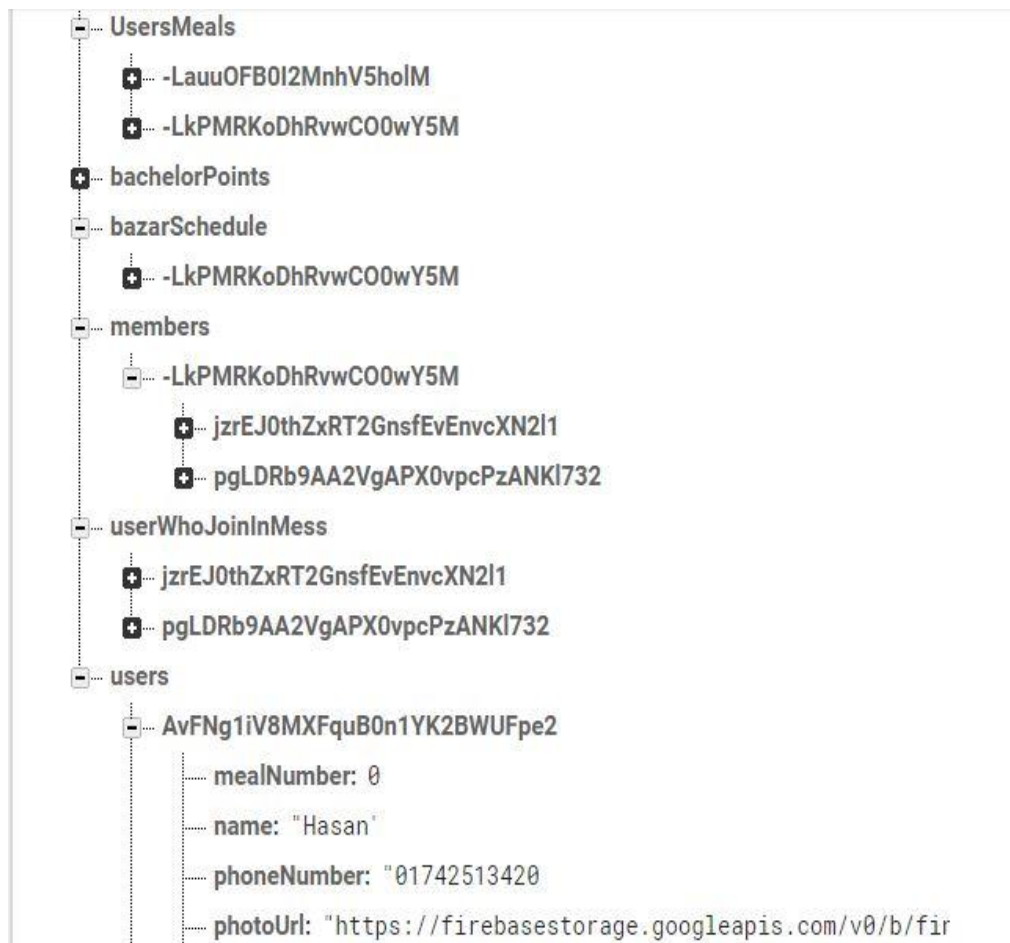 UsersMeals
-LauuOFB0I2MnhV5holM
-LkPMRKoDhRvwCO0wY5M
bachelorPoints
bazarSchedule
-LkPMRKoDhRvwCO0wY5M
members
-LkPMRKoDhRvwCO0wY5M
jzrEJ0thZxRT2GnsfEvEnvcXN2l1
pgLDRb9AA2VgAPX0vpcPzANKl732
userWhoJoinInMess
jzrEJ0thZxRT2GnsfEvEnvcXN2l1
pgLDRb9AA2VgAPX0vpcPzANKl732
users
AvFNg1iV8MXFquB0n1YK2BWUFpe2
mealNumber: 0
name: "Hasan'
phoneNumber: "01742513420
photoUrl: "https://firebasestorage.googleapis.com/v0/b/fir